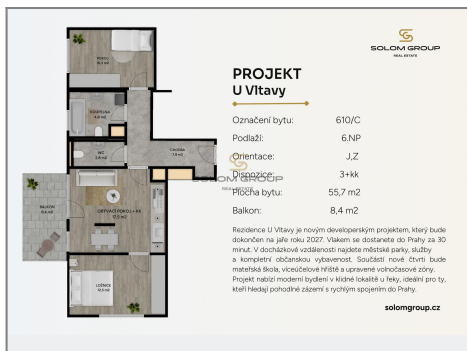 SOLOM GROUP
REAL ESTATE
PROJEKT
U Vltavy
Označení bytu: 610/C
Podlaží: 6.NP
Orientace: J,Z
Dispozice: 3+kk
Plocha bytu: 55,7 m2
Balkon: 8,4 m2
Rezidence U Vltavy je novým developerským projektem, který bude
dokončen na jaře roku 2027. Vlakem se dostanete do Prahy za 30
minut. V docházkové vzdálenosti najdete městské parky, služby
a kompletní občanskou vybavenost. Součástí nové čtvrti bude
mateřská škola, víceúčelové hřiště a upravené volnočasové zóny.
Projekt nabízí moderní bydlení v klidné lokalitě u řeky, ideální pro ty,
kteří hledají pohodlné zázemí s rychlým spojením do Prahy.
solomgroup.cz
POKOJ
KOUPELNA
WC
CHODBA
SOLOM GROUP
REAL ESTATE
OBÝVACÍ POKOJ + KK
BALKON
LOŽNICE